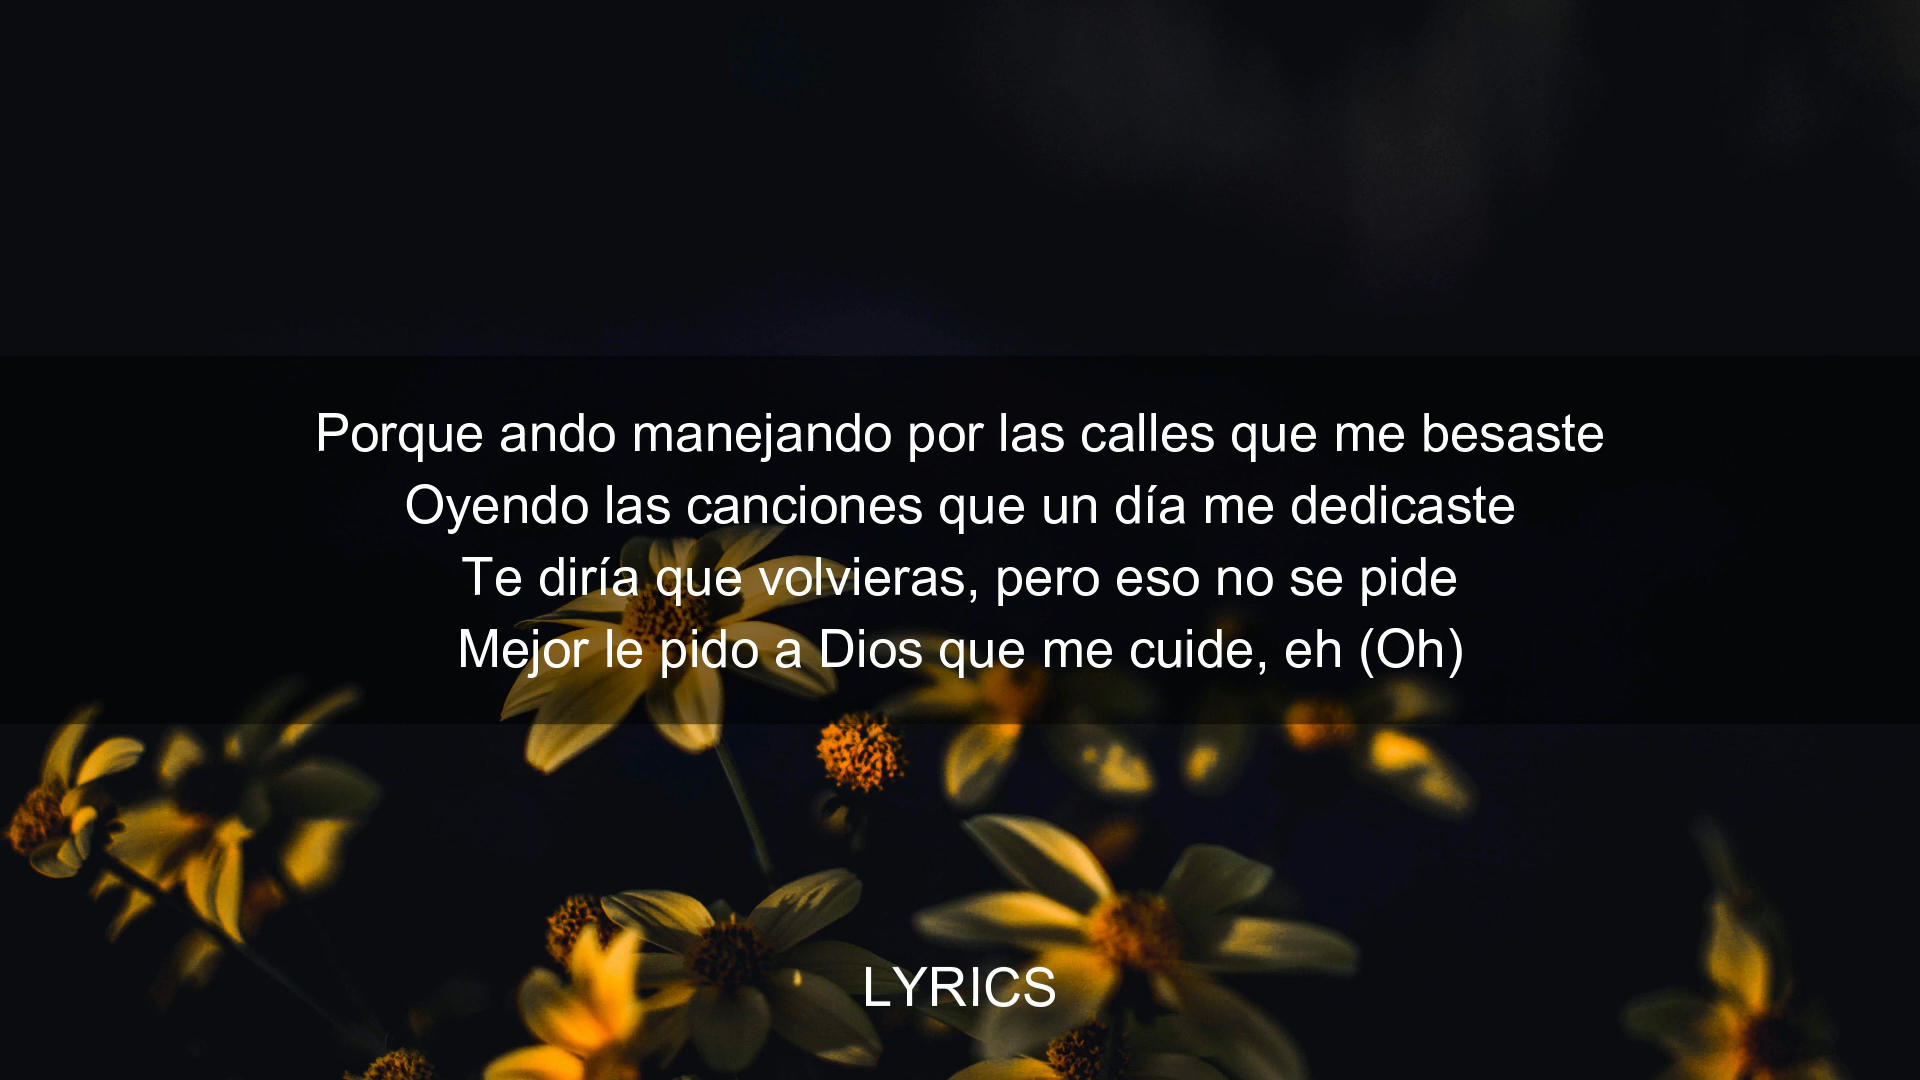 Porque ando manejando por las calles que me besaste
Oyendo las canciones que un día me dedicaste
Te diría que volvieras, pero eso no se pide
Mejor le pido a Dios que me cuide, eh (Oh)
LYRICS